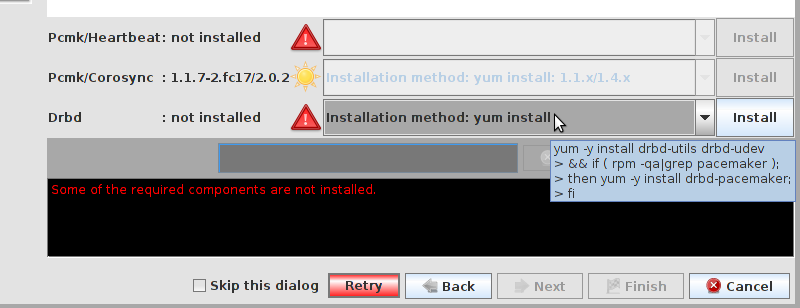 Pcmk/Heartbeat: not installed Install
Pcmk/Corosync : 1.1.7-2.fc17/2.0.2 Installation method: yum install: 1.1.x/1.4.x Install
Drbd : not installed Installation method: yum install Install
yum -y install drbd-utils drbd-udev
> && if ( rpm -qa|grep pacemaker );
> then yum -y install drbd-pacemaker;
> fi
Some of the required components are not installed.
Skip this dialog Retry Back Next Finish Cancel